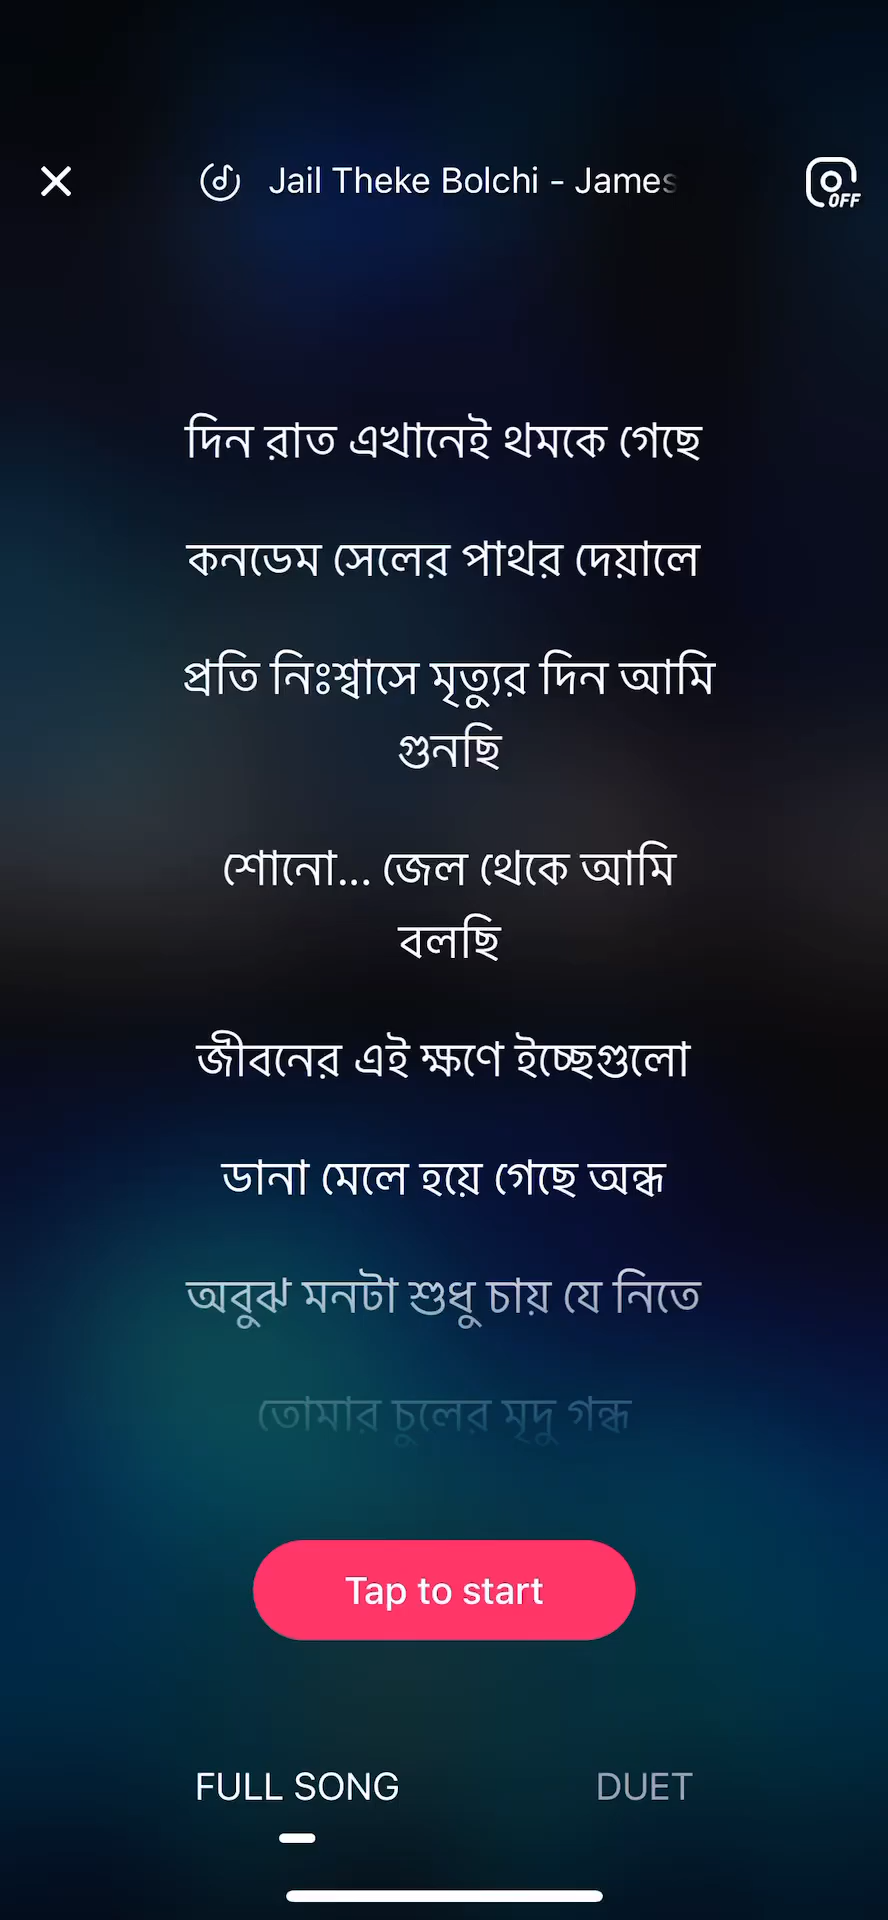 Jail Theke Bolchi - James
OFF
দিন রাত এখানেই থমকে গেছে
কনডেম সেলের পাথর দেয়ালে
প্রতি নিঃশ্বাসে মৃত্যুর দিন আমি
গুনছি
শোনো... জেল থেকে আমি
বলছি
জীবনের এই ক্ষণে ইচ্ছেগুলো
ডানা মেলে হয়ে গেছে অন্ধ
অবুঝ মনটা শুধু চায় যে নিতে
তোমার চুলের মৃদু গন্ধ
Tap to start
FULL SONG DUET